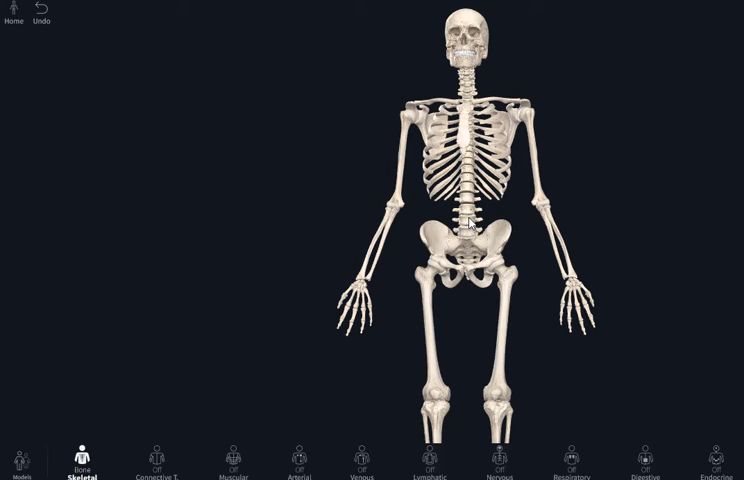 Home Undo
Models
Bone
Skeletal
Off
Connective T.
Off
Muscular
Off
Arterial
Off
Venous
Off
Lymphatic
Off
Nervous
Off
Respiratory
Off
Digestive
Off
Endocrine